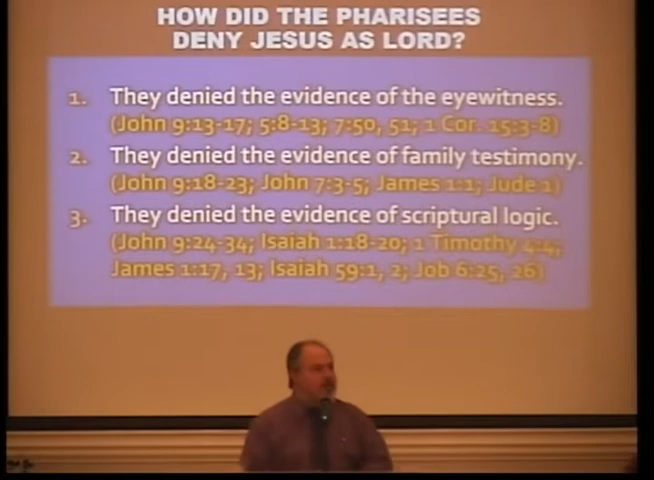 HOW DID THE PHARISEES
DENY JESUS AS LORD?
1. They denied the evidence of the eyewitness.
(John 9:13-17; 5:8-13; 7:50, 51; 1 Cor. 15:3-8)
2. They denied the evidence of family testimony.
(John 9:18-23; John 7:3-5; James 1:1; Jude 1)
3. They denied the evidence of scriptural logic.
(John 9:24-34; Isaiah 1:18-20; 1 Timothy 4:4;
James 1:17, 13; Isaiah 59:1, 2; Job 6:25, 26)